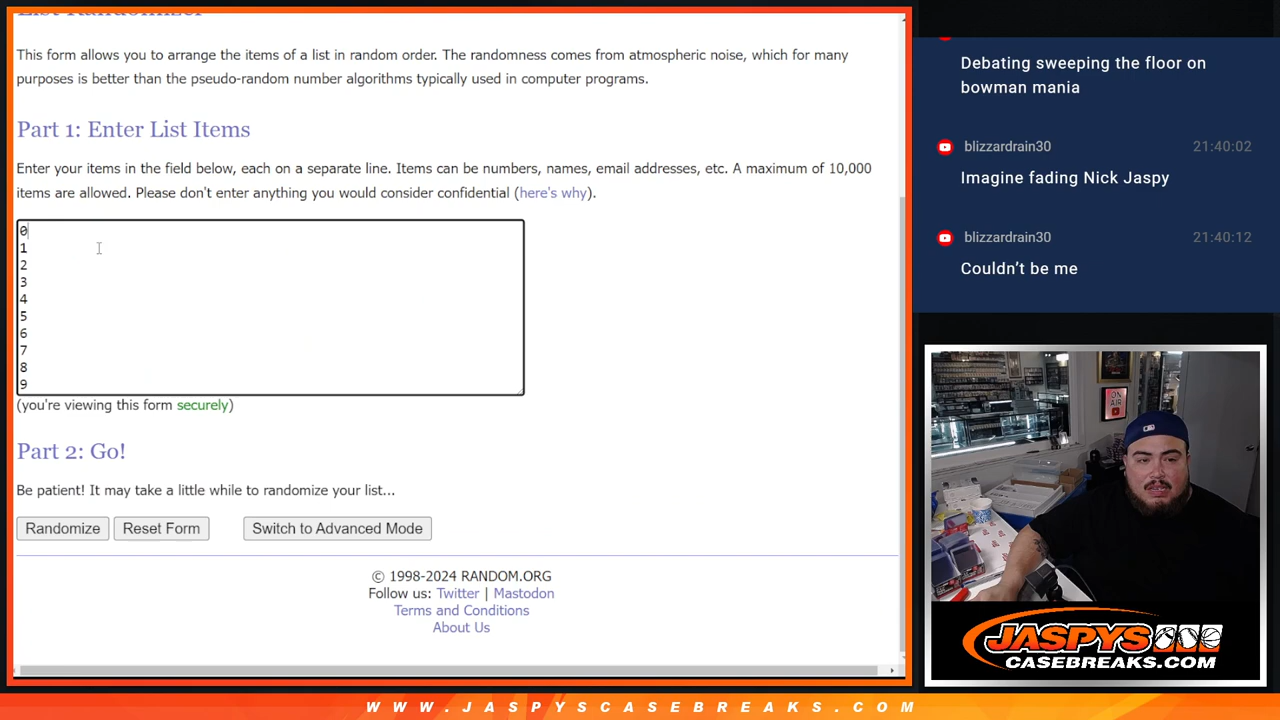 List Randomizer
This form allows you to arrange the items of a list in random order. The randomness comes from atmospheric noise, which for many
purposes is better than the pseudo-random number algorithms typically used in computer programs.
Part 1: Enter List Items
Enter your items in the field below, each on a separate line. Items can be numbers, names, email addresses, etc. A maximum of 10,000
items are allowed. Please don't enter anything you would consider confidential (here's why).
0
1
2
3
4
5
6
7
8
9
(you're viewing this form securely)
Part 2: Go!
Be patient! It may take a little while to randomize your list...
Randomize Reset Form Switch to Advanced Mode
© 1998-2024 RANDOM.ORG
Follow us: Twitter | Mastodon
Terms and Conditions
About Us
Debating sweeping the floor on
bowman mania
blizzardrain30 21:40:02
Imagine fading Nick Jaspy
blizzardrain30 21:40:12
Couldn't be me
ON
AIR
JASPYS
CASEBREAKS.COM
WWW.JASPYSCASEBREAKS.COM